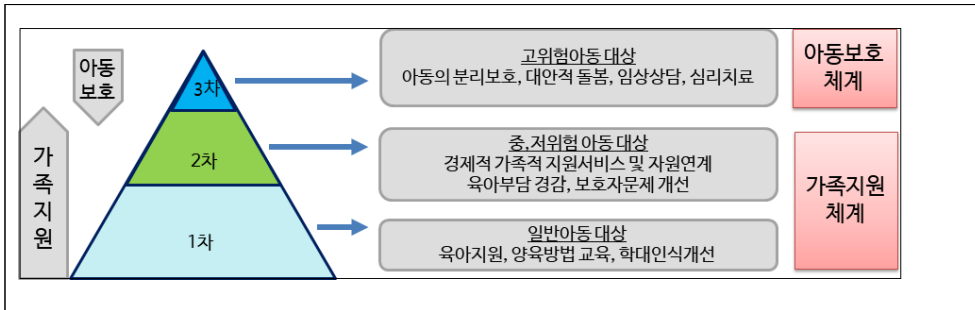 아동
보호
가
족
지
원
3차
2차
1차
고위험아동 대상
아동의 분리보호, 대안적 돌봄, 임상상담, 심리치료
중,저위험 아동 대상
경제적 가족적 지원서비스 및 자원연계
육아부담 경감, 보호자문제 개선
일반아동 대상
육아지원, 양육방법 교육, 학대인식개선
아동보호
체계
가족지원
체계